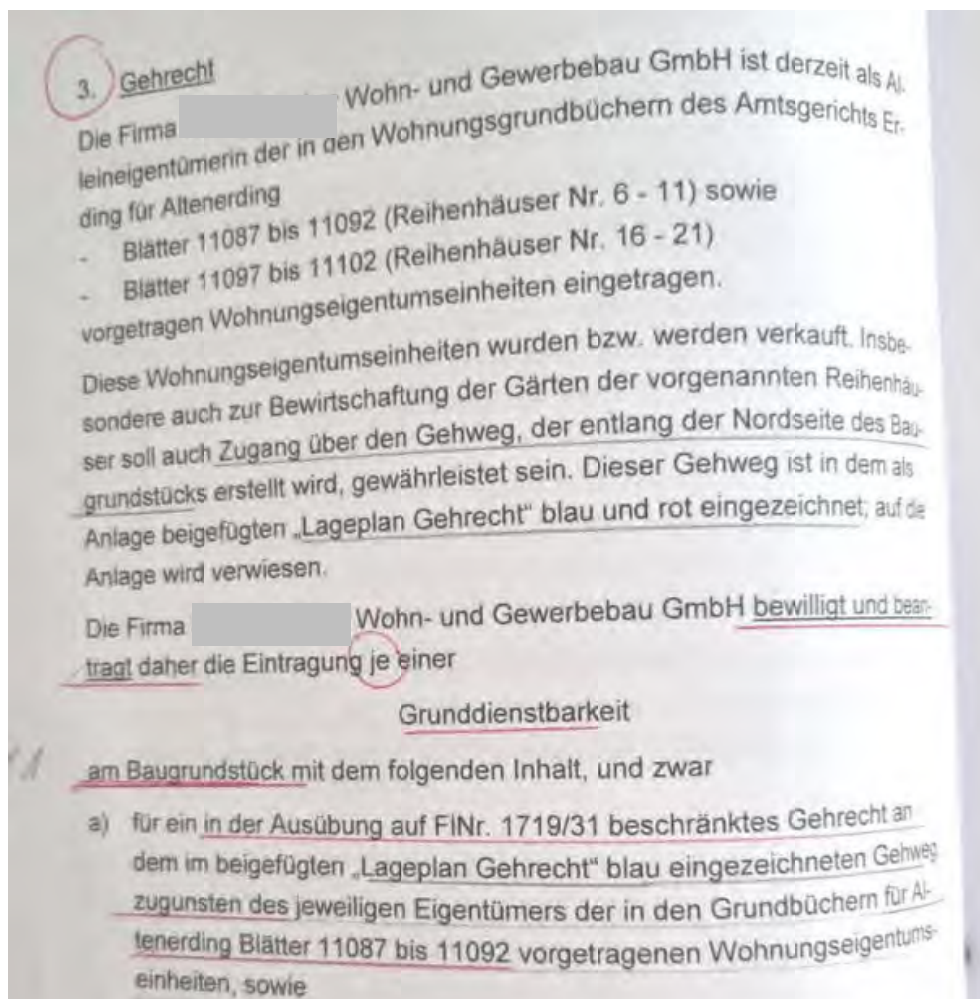 3. Gehrecht
Die Firma Wohn- und Gewerbebau GmbH ist derzeit als Al-
leineigentümerin der in den Wohnungsgrundbüchern des Amtsgerichts Er-
ding für Altenerding
- Blätter 11087 bis 11092 (Reihenhäuser Nr. 6 - 11) sowie
- Blätter 11097 bis 11102 (Reihenhäuser Nr. 16 - 21)
vorgetragen Wohnungseigentumseinheiten eingetragen.
Diese Wohnungseigentumseinheiten wurden bzw. werden verkauft. Insbe-
sondere auch zur Bewirtschaftung der Gärten der vorgenannten Reihenhäu-
ser soll auch Zugang über den Gehweg, der entlang der Nordseite des Bau-
grundstücks erstellt wird, gewährleistet sein. Dieser Gehweg ist in dem als
Anlage beigefügten „Lageplan Gehrecht" blau und rot eingezeichnet; auf die
Anlage wird verwiesen.
Die Firma Wohn- und Gewerbebau GmbH bewilligt und bean-
tragt daher die Eintragung je einer
Grunddienstbarkeit
am Baugrundstück mit dem folgenden Inhalt, und zwar
a) für ein in der Ausübung auf FlNr. 1719/31 beschränktes Gehrecht an
dem im beigefügten „Lageplan Gehrecht" blau eingezeichneten Gehweg
zugunsten des jeweiligen Eigentümers der in den Grundbüchern für Al-
tenerding Blätter 11087 bis 11092 vorgetragenen Wohnungseigentums-
einheiten, sowie